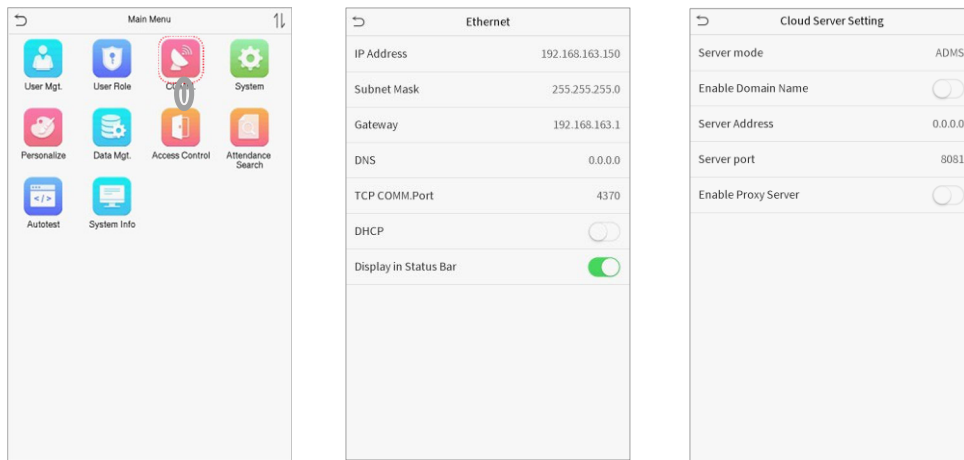 Main Menu
User Mgt.
User Role
COMM.
System
Personalize
Data Mgt.
Access Control
Attendance
Search
Autotest
System Info
Ethernet
IP Address 192.168.163.150
Subnet Mask 255.255.255.0
Gateway 192.168.163.1
DNS 0.0.0.0
TCP COMM.Port 4370
DHCP
Display in Status Bar
Cloud Server Setting
Server mode ADMS
Enable Domain Name
Server Address 0.0.0.0
Server port 8081
Enable Proxy Server